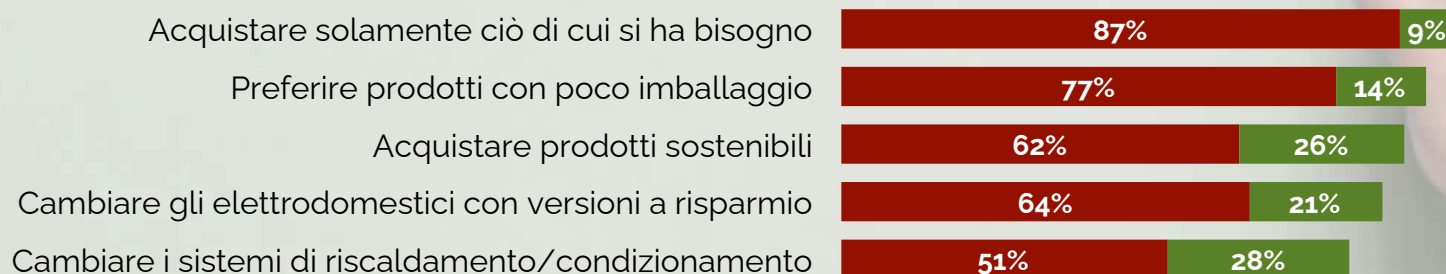 Acquistare solamente ciò di cui si ha bisogno 87% 9%
Preferire prodotti con poco imballaggio 77% 14%
Acquistare prodotti sostenibili 62% 26%
Cambiare gli elettrodomestici con versioni a risparmio 64% 21%
Cambiare i sistemi di riscaldamento/condizionamento 51% 28%